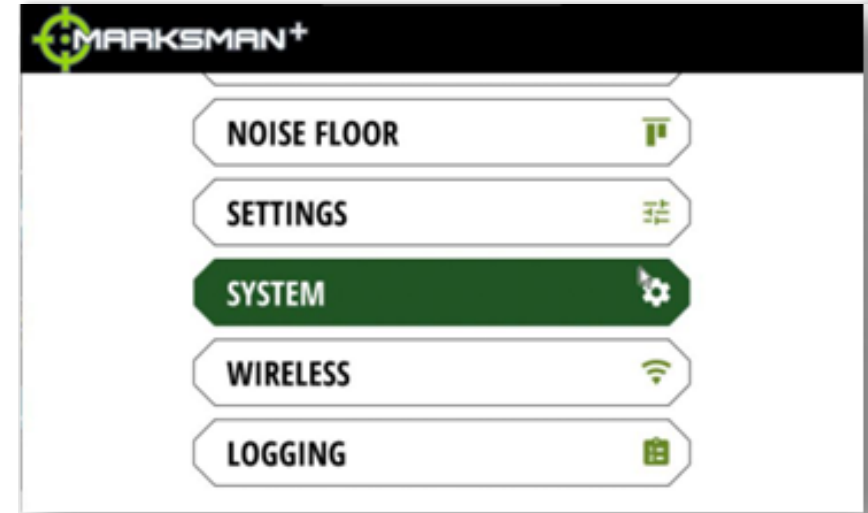 MARKSMAN+
NOISE FLOOR
SETTINGS
SYSTEM
WIRELESS
LOGGING